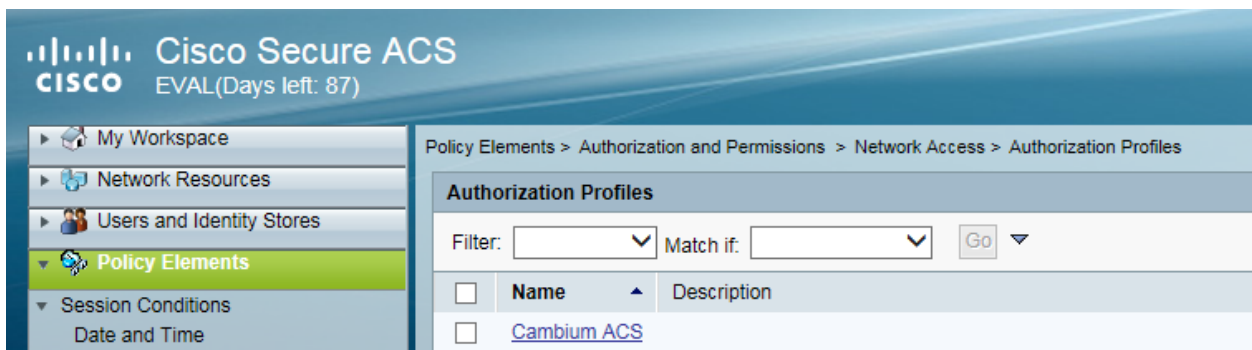 Cisco Secure ACS
CISCO EVAL(Days left: 87)
My Workspace
Network Resources
Users and Identity Stores
Policy Elements
Session Conditions
Date and Time
Policy Elements > Authorization and Permissions > Network Access > Authorization Profiles
Authorization Profiles
Filter: Match if: Go
Name Description
Cambium ACS